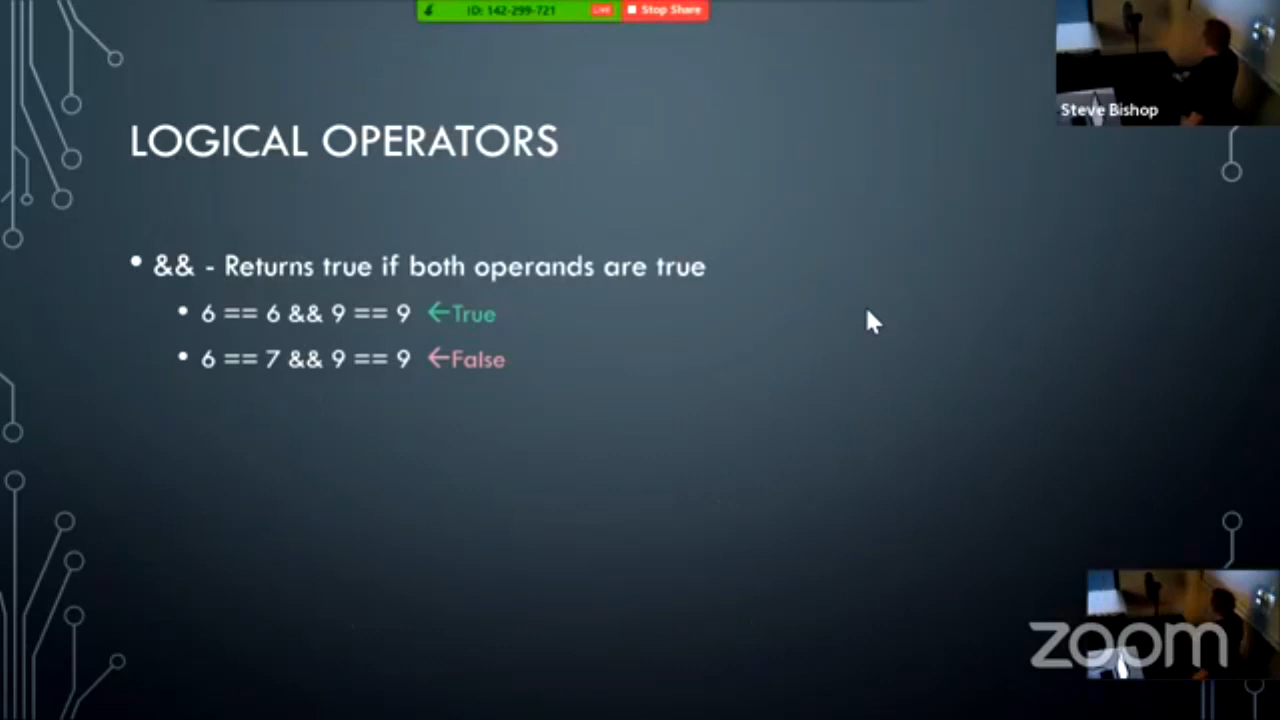 ID: 142-299-721 LIVE Stop Share
Steve Bishop
LOGICAL OPERATORS
• && - Returns true if both operands are true
• 6 == 6 && 9 == 9 ←True
• 6 == 7 && 9 == 9 ←False
zoom